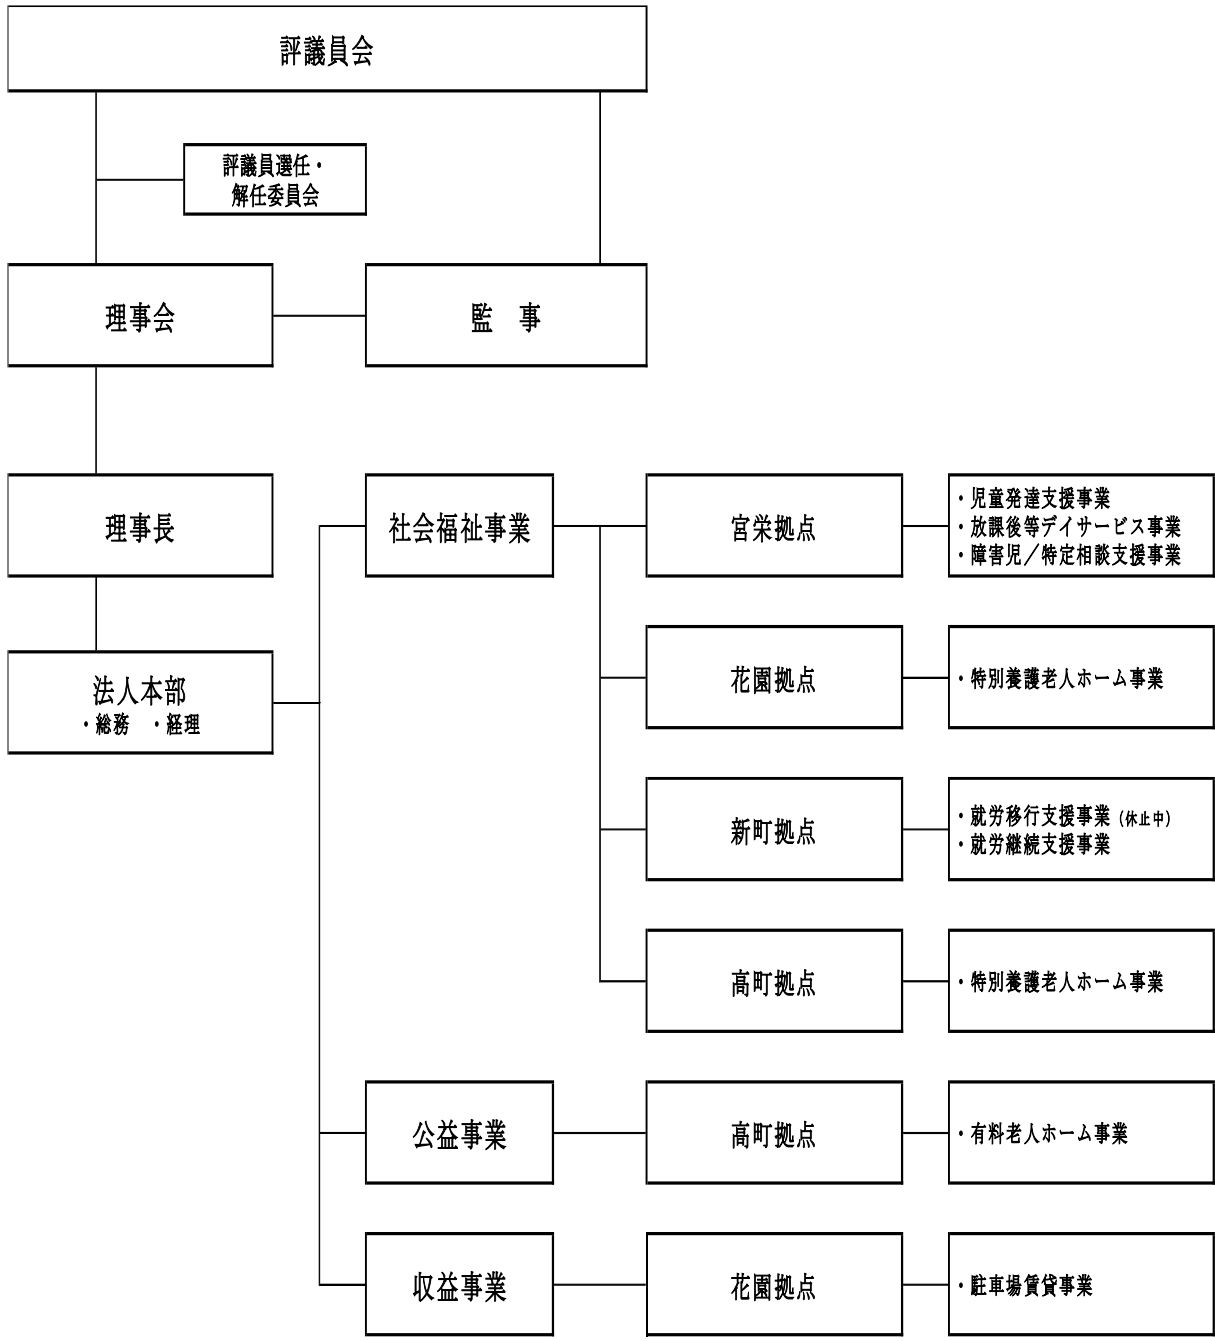 評議員会
評議員選任・
解任委員会
理事会
監　事
理事長
社会福祉事業
宮栄拠点
・児童発達支援事業
・放課後等デイサービス事業
・障害児／特定相談支援事業
法人本部
・総務　・経理
花園拠点
・特別養護老人ホーム事業
新町拠点
・就労移行支援事業（休止中）
・就労継続支援事業
高町拠点
・特別養護老人ホーム事業
公益事業
高町拠点
・有料老人ホーム事業
収益事業
花園拠点
・駐車場賃貸事業